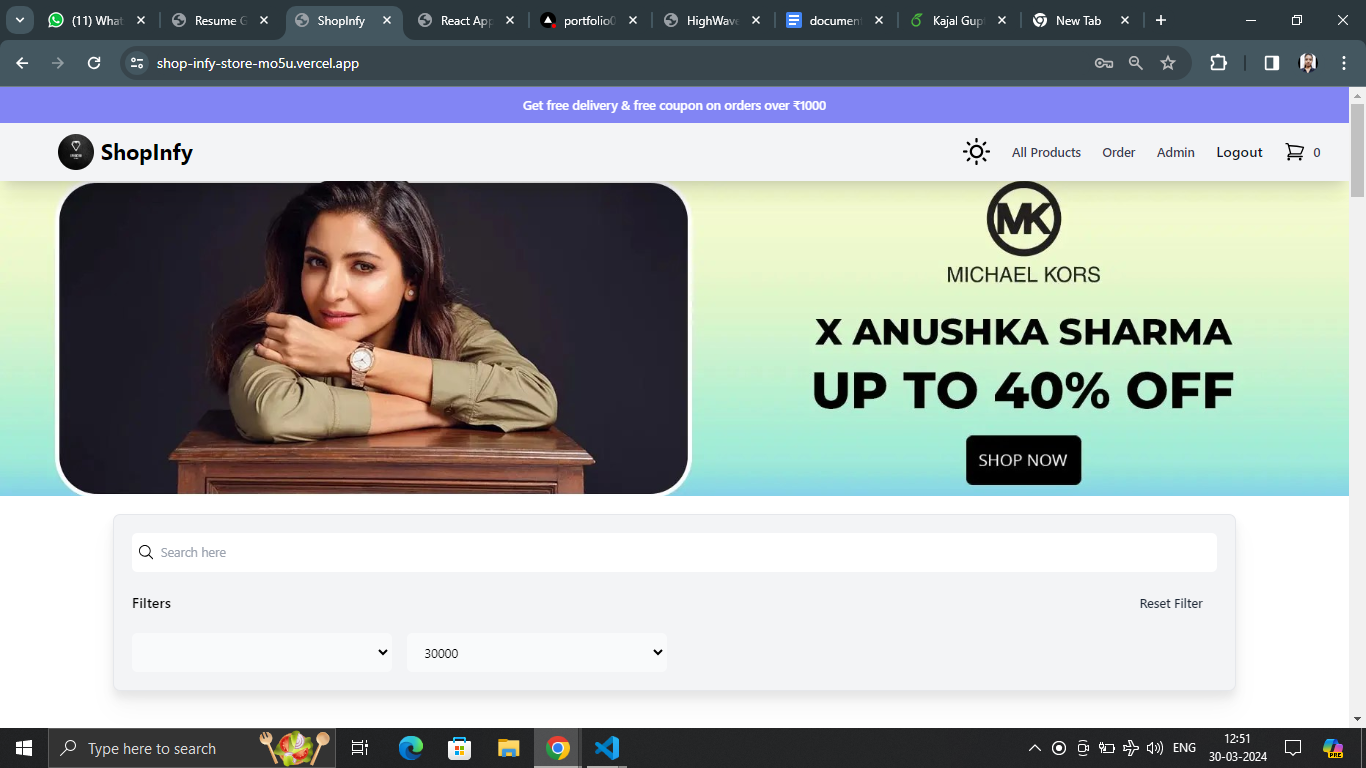 (11) What
Resume G
ShopInfy
React App
portfolio
HighWave
document
Kajal Gup
New Tab
shop-infy-store-mo5u.vercel.app
Get free delivery & free coupon on orders over ₹1000
ShopInfy
All Products
Order
Admin
Logout
0
MK
MICHAEL KORS
X ANUSHKA SHARMA
UP TO 40% OFF
SHOP NOW
Search here
Filters
Reset Filter
30000
Type here to search
ENG
12:51
30-03-2024
PRE